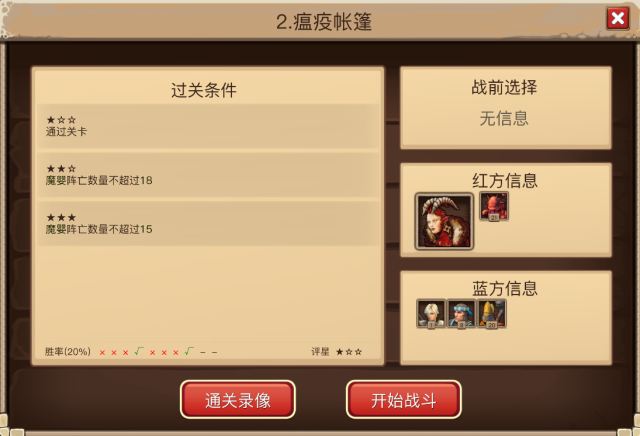 2.瘟疫帐篷
过关条件
★☆☆
通过关卡
★★☆
魔婴阵亡数量不超过18
★★★
魔婴阵亡数量不超过15
胜率(20%) × × × √ × × × √ – –
评星 ★☆☆
战前选择
无信息
红方信息
蓝方信息
通关录像
开始战斗